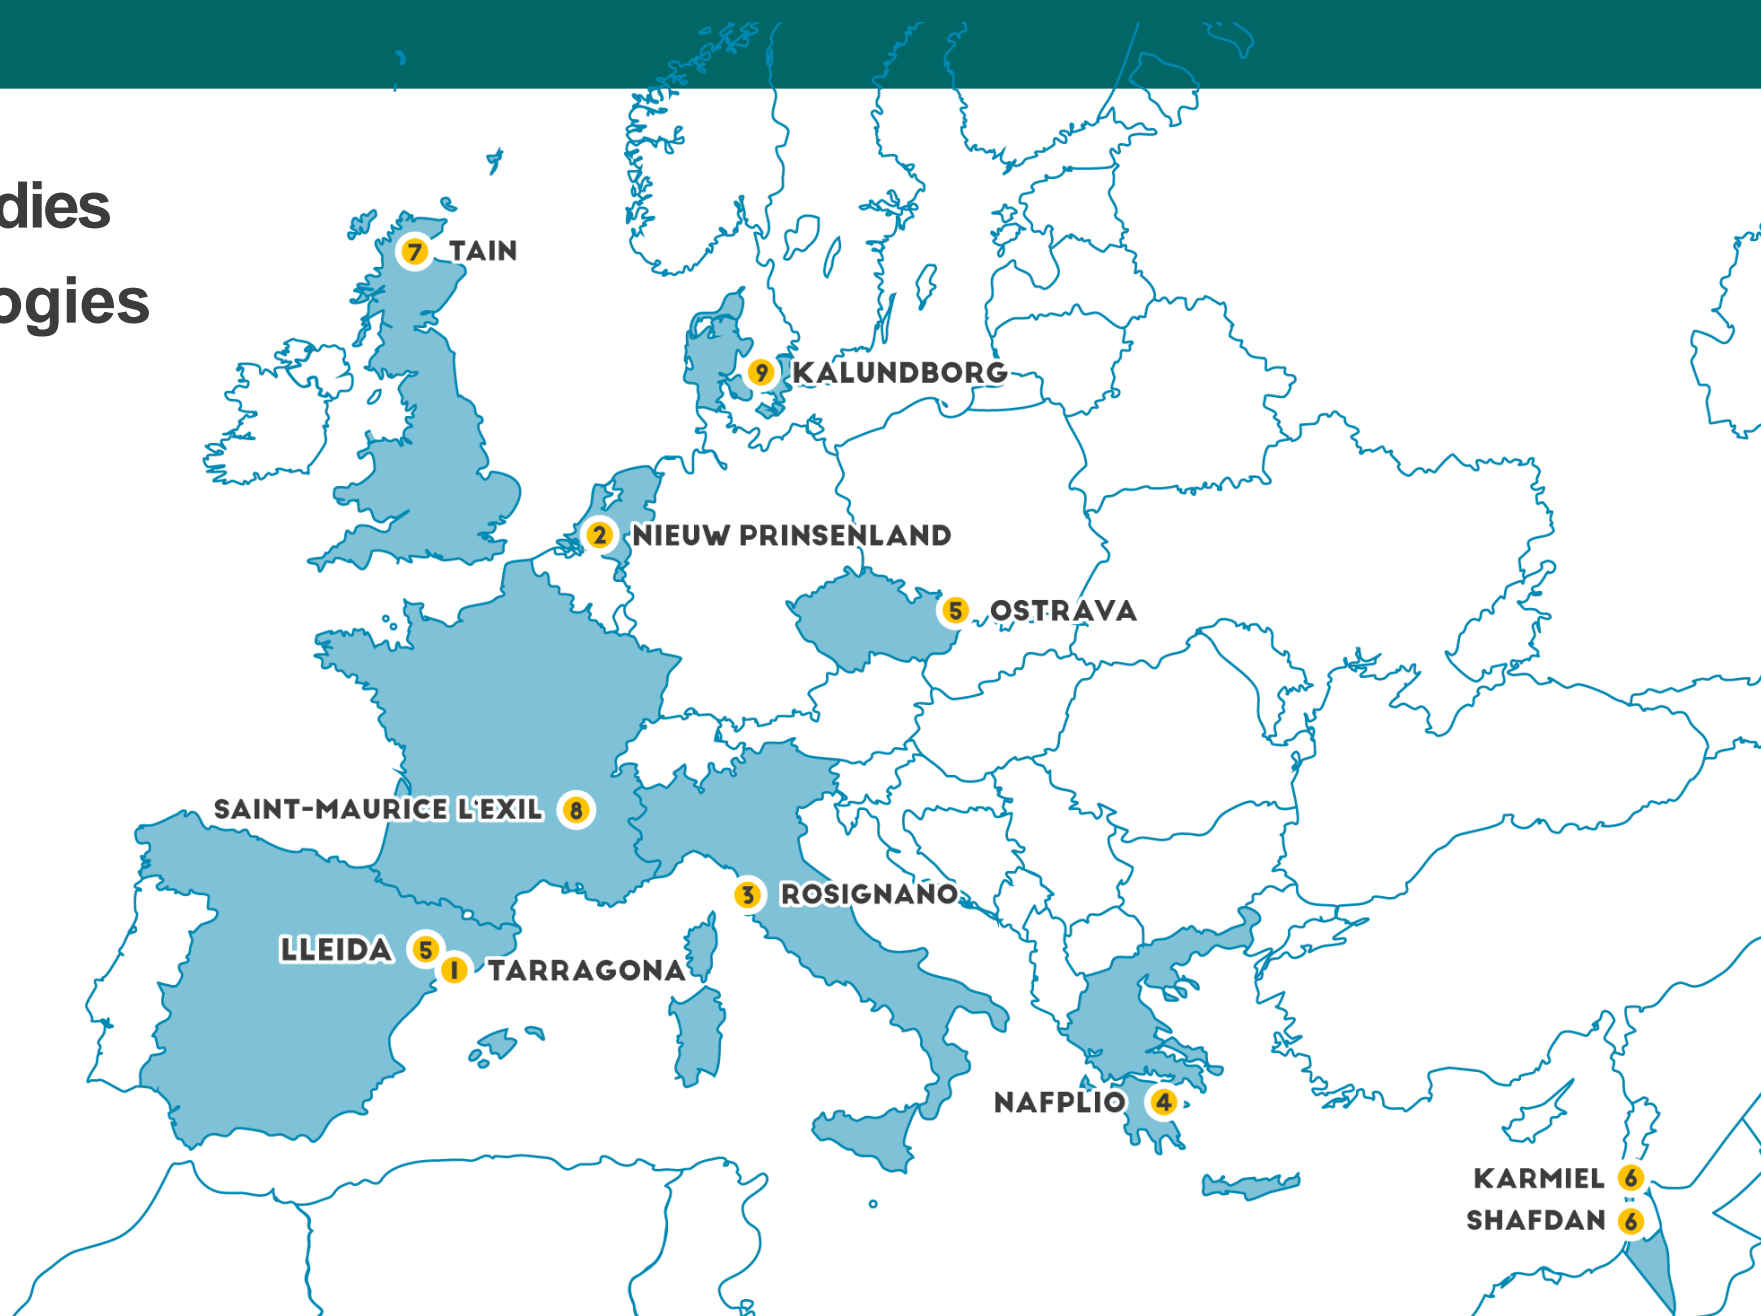 dies
ogies
7 TAIN
9 KALUNDBORG
2 NIEUW PRINSENLAND
5 OSTRAVA
SAINT-MAURICE L'EXIL 8
3 ROSIGNANO
LLEIDA 5
1 TARRAGONA
NAFPLIO 4
KARMIEL 6
SHAFDAN 6